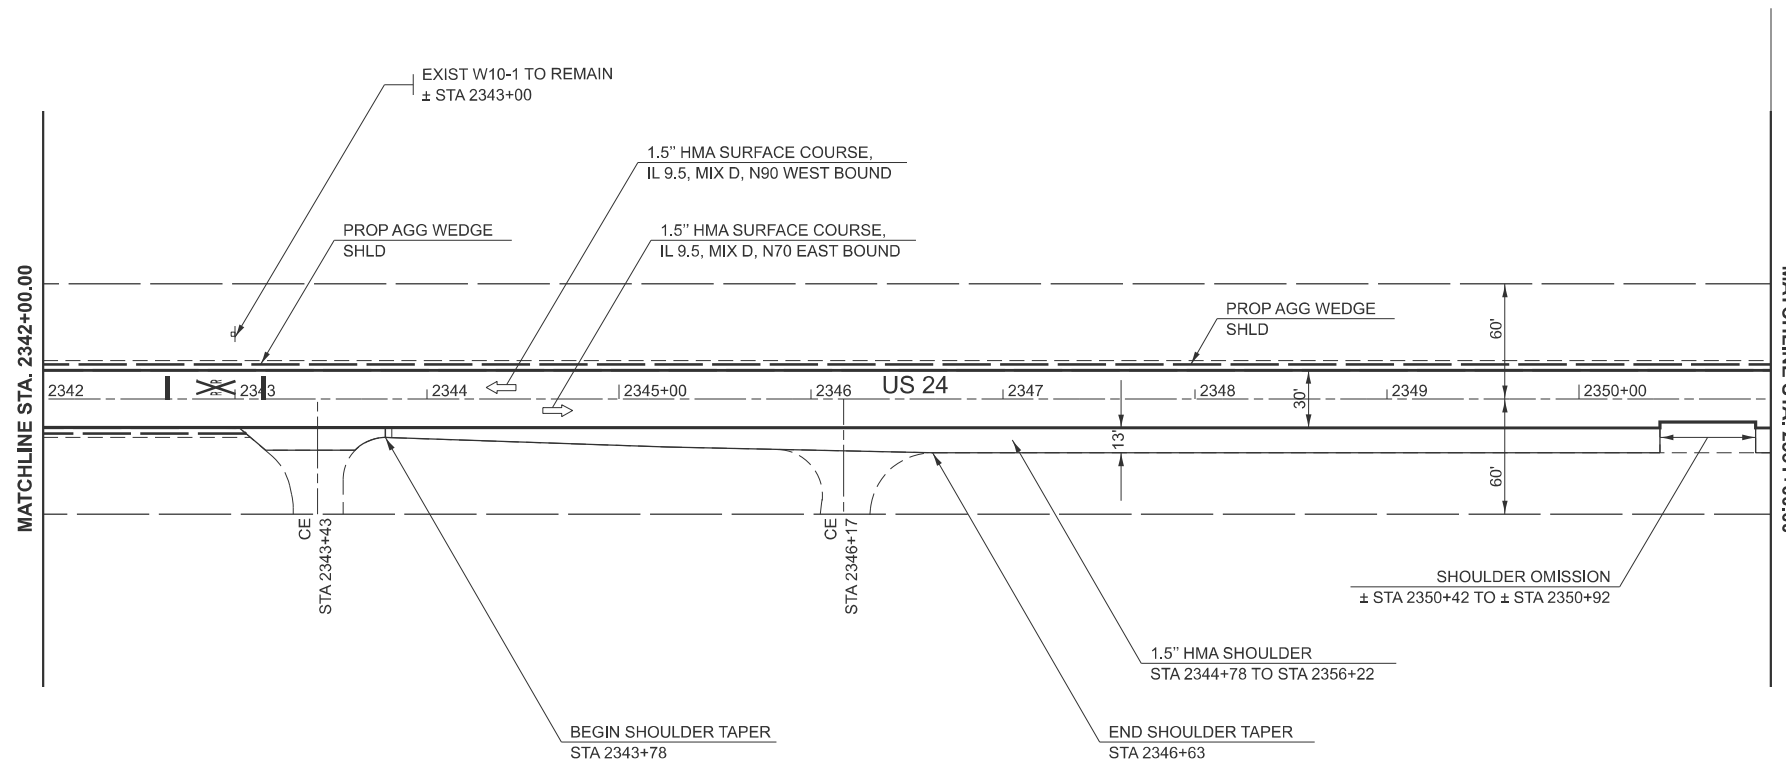 EXIST W10-1 TO REMAIN
± STA 2343+00
1.5” HMA SURFACE COURSE,
IL 9.5, MIX D, N90 WEST BOUND
PROP AGG WEDGE
SHLD
1.5” HMA SURFACE COURSE,
IL 9.5, MIX D, N70 EAST BOUND
PROP AGG WEDGE
SHLD
60'
MATCHLINE STA. 2342+00.00
2342
R R
2343
2344
2345+00
2346
US 24
2347
2348
2349
2350+00
30'
13'
60'
CE
STA 2343+43
CE
STA 2346+17
SHOULDER OMISSION
± STA 2350+42 TO ± STA 2350+92
1.5” HMA SHOULDER
STA 2344+78 TO STA 2356+22
BEGIN SHOULDER TAPER
STA 2343+78
END SHOULDER TAPER
STA 2346+63